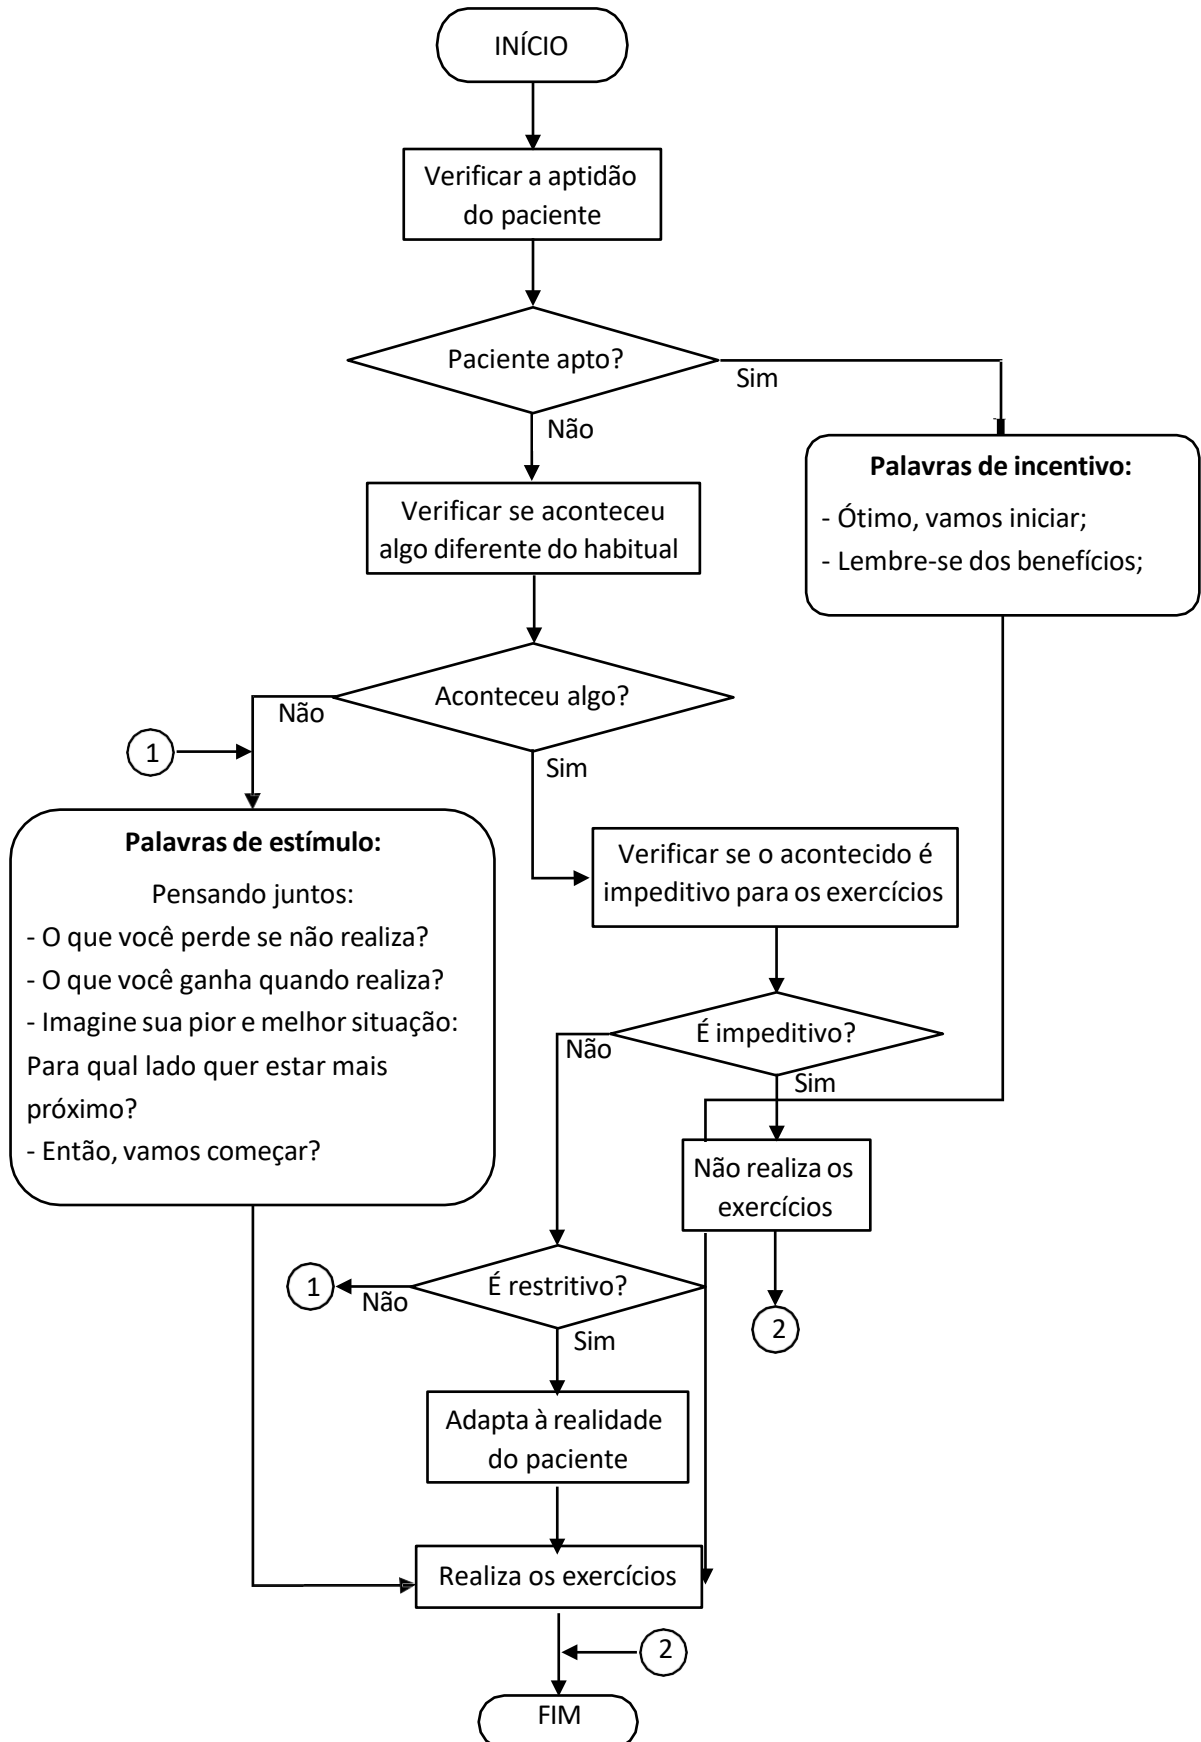 INÍCIO
Verificar a aptidão
do paciente
Paciente apto?
Sim
Não
Palavras de incentivo:
- Ótimo, vamos iniciar;
- Lembre-se dos benefícios;
Verificar se aconteceu
algo diferente do habitual
Aconteceu algo?
Não
1
Sim
Palavras de estímulo:
Pensando juntos:
- O que você perde se não realiza?
- O que você ganha quando realiza?
- Imagine sua pior e melhor situação:
Para qual lado quer estar mais
próximo?
- Então, vamos começar?
Verificar se o acontecido é
impeditivo para os exercícios
É impeditivo?
Não
Sim
Não realiza os
exercícios
É restritivo?
1
Não
2
Sim
Adapta à realidade
do paciente
Realiza os exercícios
2
FIM